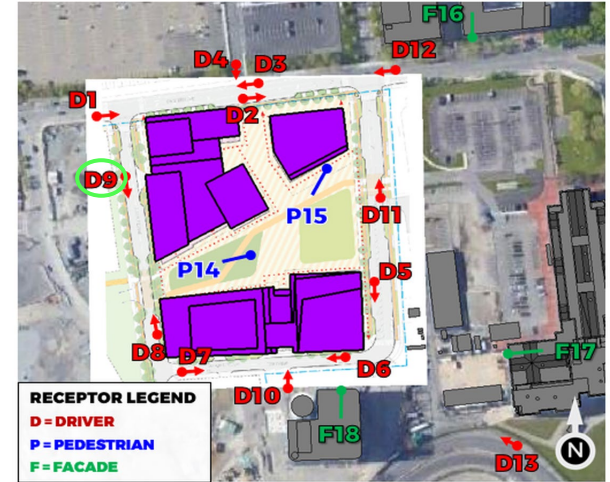 F16
D4
D3
D12
D1
D2
D9
P15
D11
P14
D5
D8
D7
D6
F17
D10
F18
D13
RECEPTOR LEGEND
D = DRIVER
P = PEDESTRIAN
F = FACADE
N